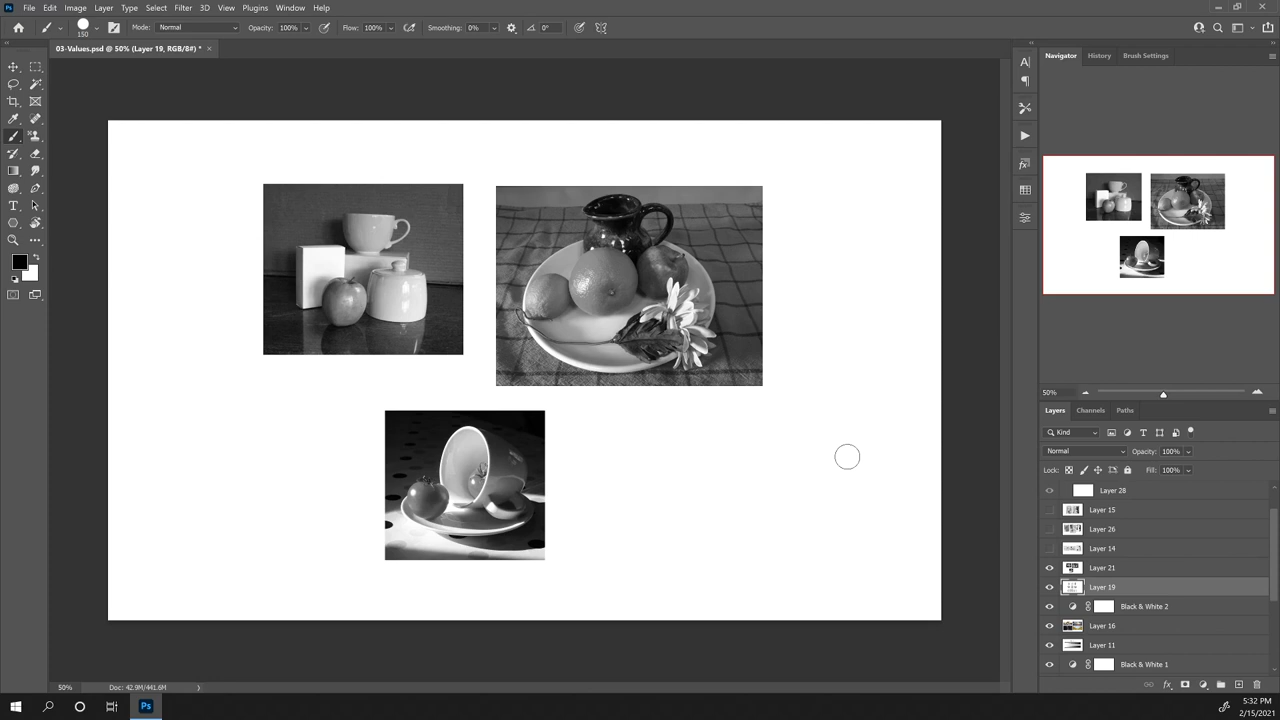 Ps File Edit Image Layer Type Select Filter 3D View Plugins Window Help
150 Mode: Normal Opacity: 100% Flow: 100% Smoothing: 0% 0°
03-Values.psd @ 50% (Layer 19, RGB/8#) * ×
Navigator History Brush Settings
50%
Layers Channels Paths
Kind
Normal Opacity: 100%
Lock: Fill: 100%
Layer 28
Layer 15
Layer 26
Layer 14
Layer 21
Layer 19
Black & White 2
Layer 16
Layer 11
Black & White 1
50% Doc: 42.9M/441.6M
Ps
5:32 PM
2/15/2021